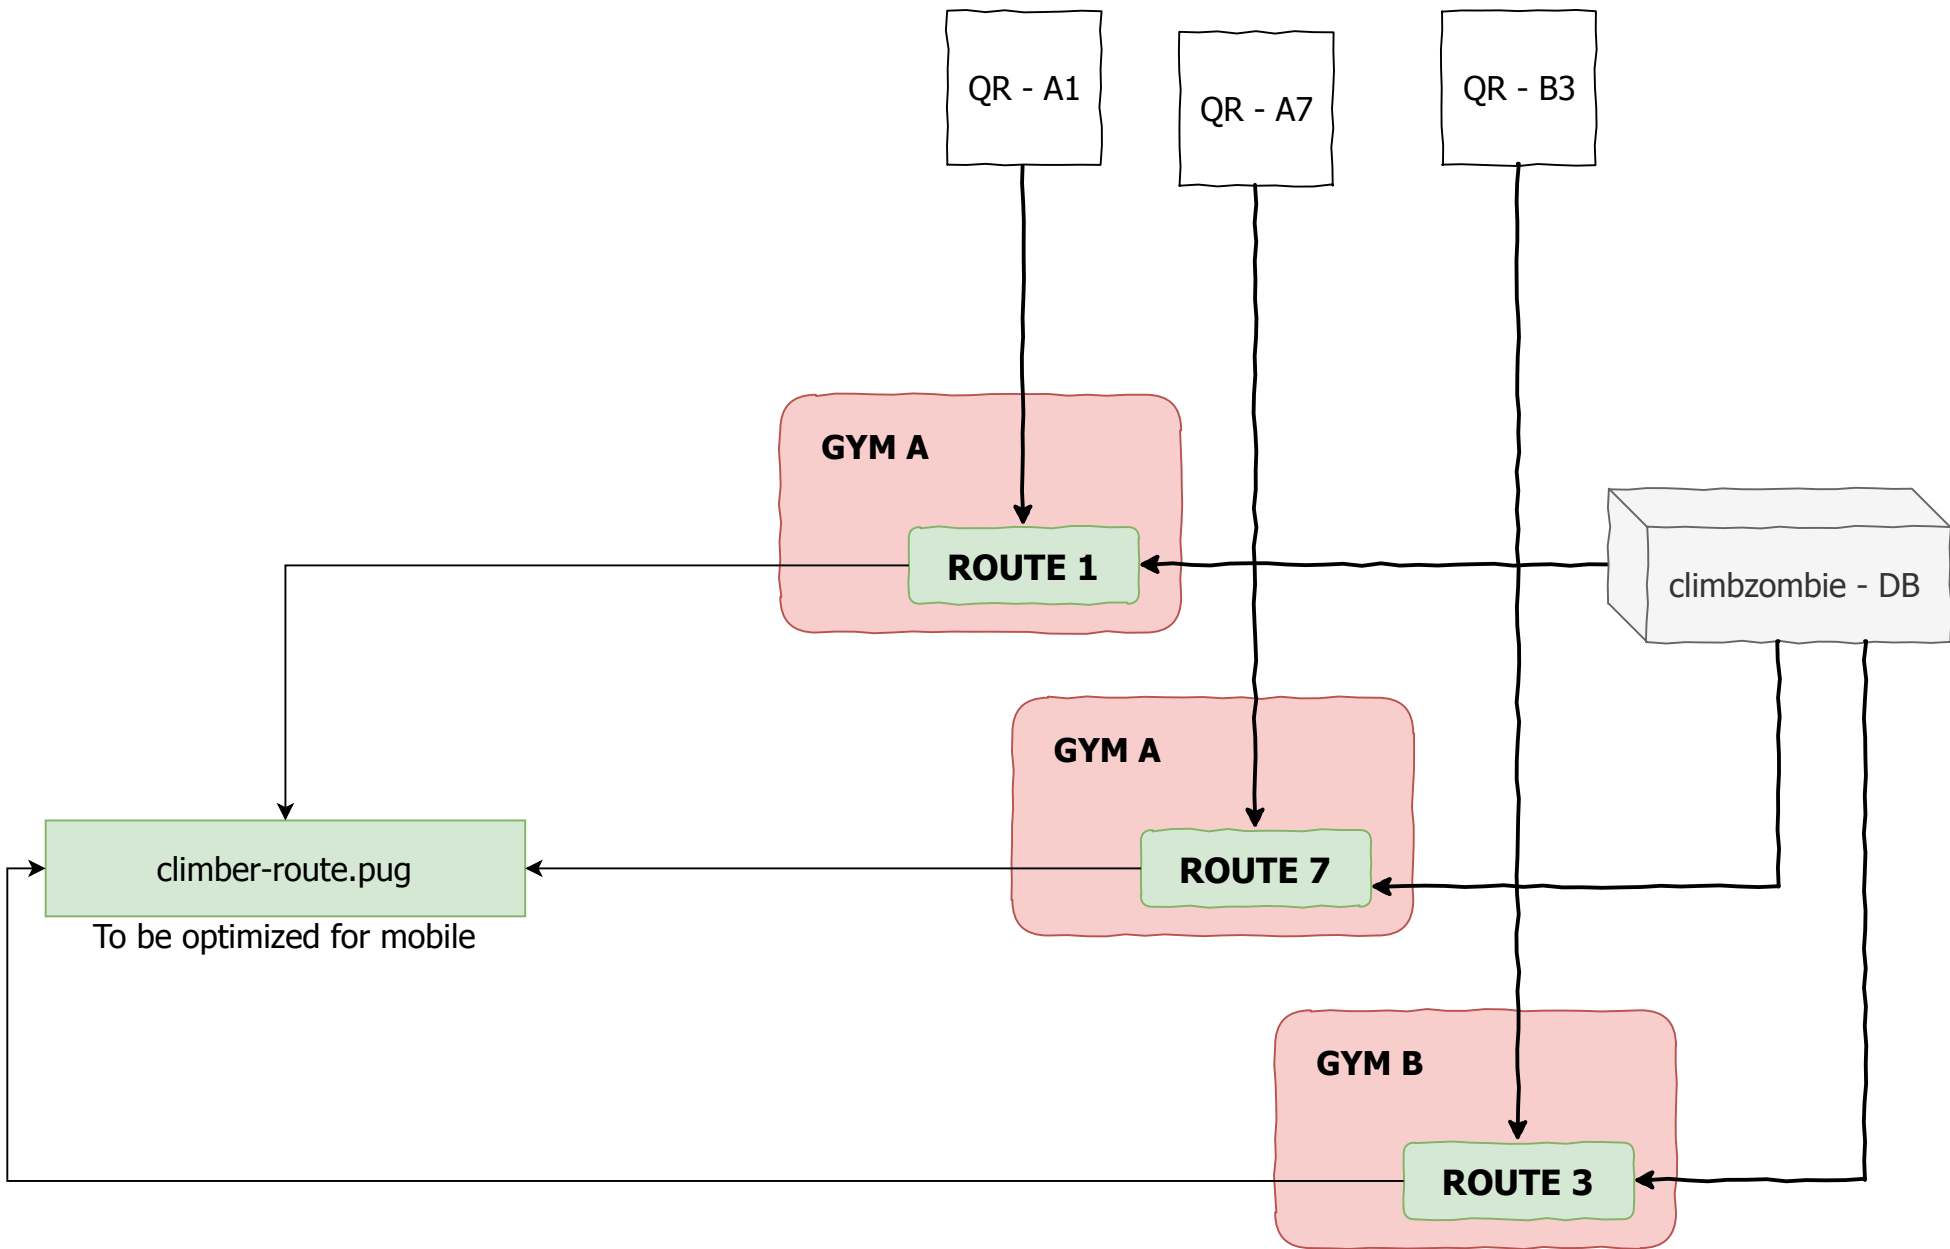 QR - A1
QR - A7
QR - B3
GYM A
ROUTE 1
climbzombie - DB
GYM A
ROUTE 7
climber-route.pug
To be optimized for mobile
GYM B
ROUTE 3